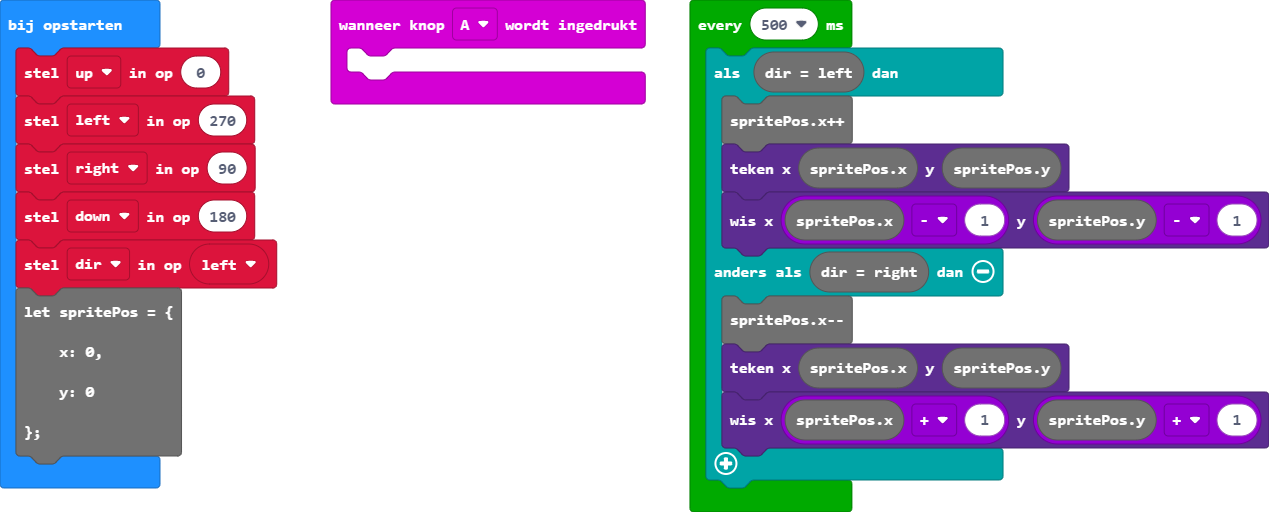 bij opstarten
stel up in op 0
stel left in op 270
stel right in op 90
stel down in op 180
stel dir in op left
let spritePos = {
x: 0,
y: 0
};
wanneer knop A wordt ingedrukt
every 500 ms
als dir = left dan
spritePos.x++
teken x spritePos.x y spritePos.y
wis x spritePos.x - 1 y spritePos.y - 1
anders als dir = right dan
spritePos.x--
teken x spritePos.x y spritePos.y
wis x spritePos.x + 1 y spritePos.y + 1